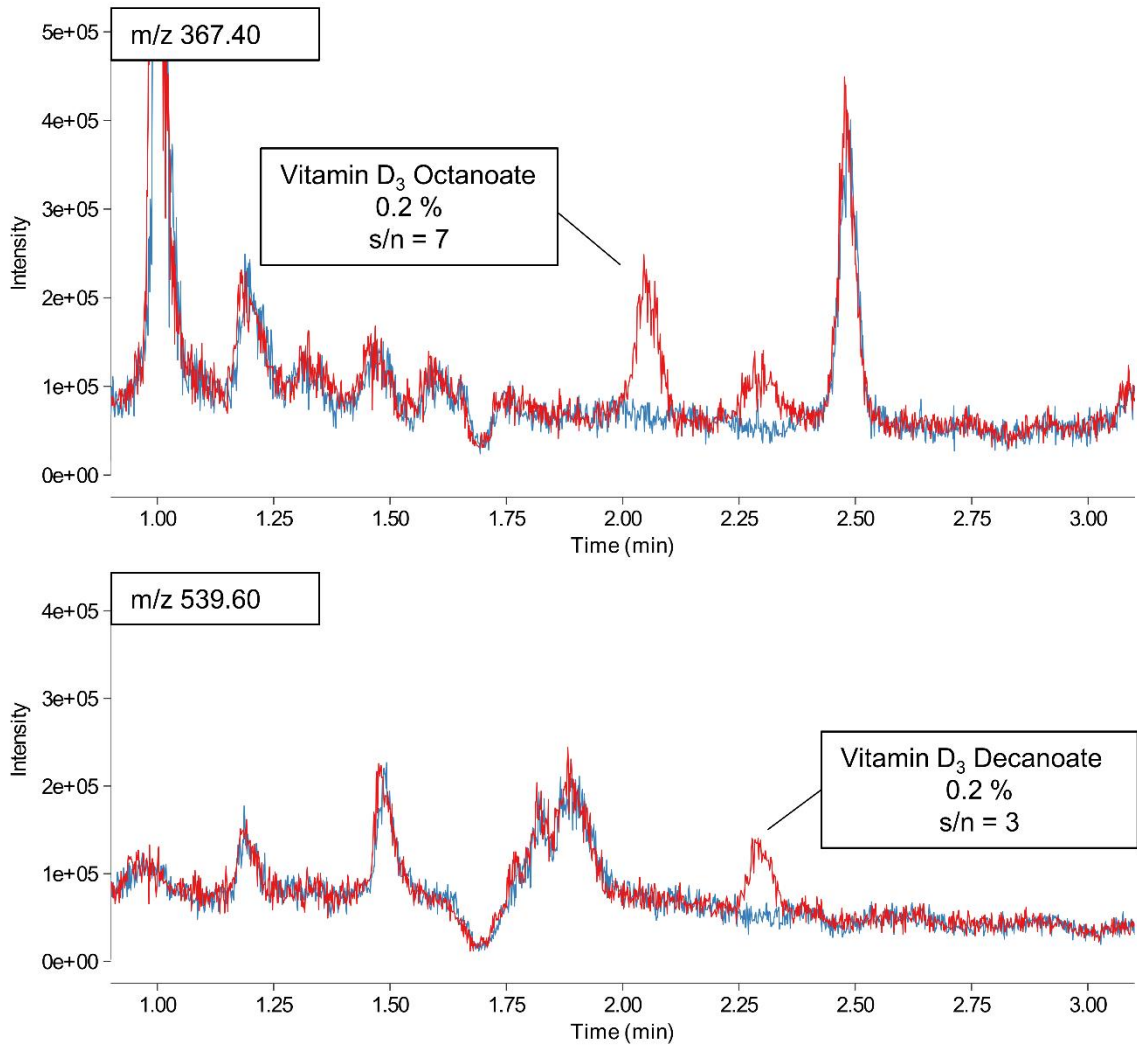 m/z 367.40
5e+05
4e+05
3e+05
2e+05
1e+05
0e+00
Intensity
Vitamin D₃ Octanoate
0.2 %
s/n = 7
1.00 1.25 1.50 1.75 2.00 2.25 2.50 2.75 3.00
Time (min)
m/z 539.60
4e+05
3e+05
2e+05
1e+05
0e+00
Intensity
Vitamin D₃ Decanoate
0.2 %
s/n = 3
1.00 1.25 1.50 1.75 2.00 2.25 2.50 2.75 3.00
Time (min)